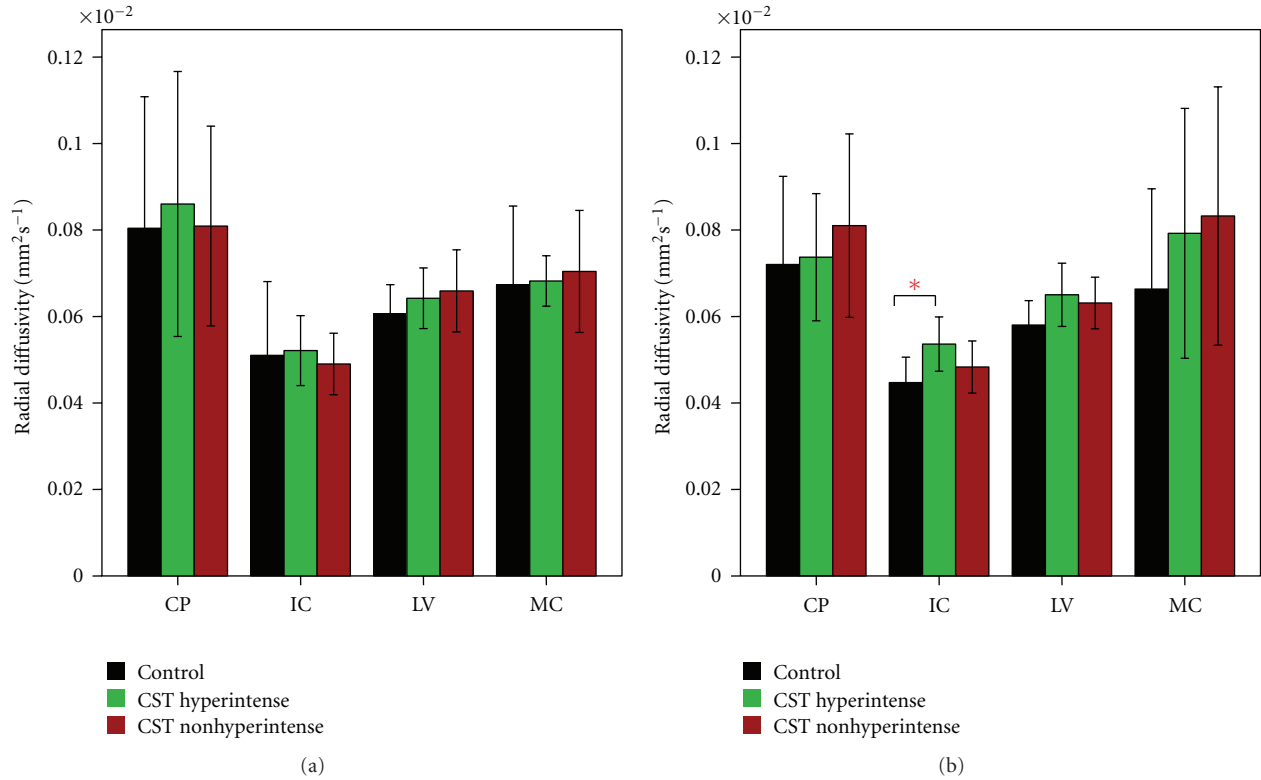 ×10⁻²
0.12
0.1
0.08
0.06
0.04
0.02
0
Radial diffusivity (mm²s⁻¹)
CP IC LV MC
Control
CST hyperintense
CST nonhyperintense
(a)
×10⁻²
0.12
0.1
0.08
0.06
0.04
0.02
0
Radial diffusivity (mm²s⁻¹)
*
CP IC LV MC
Control
CST hyperintense
CST nonhyperintense
(b)